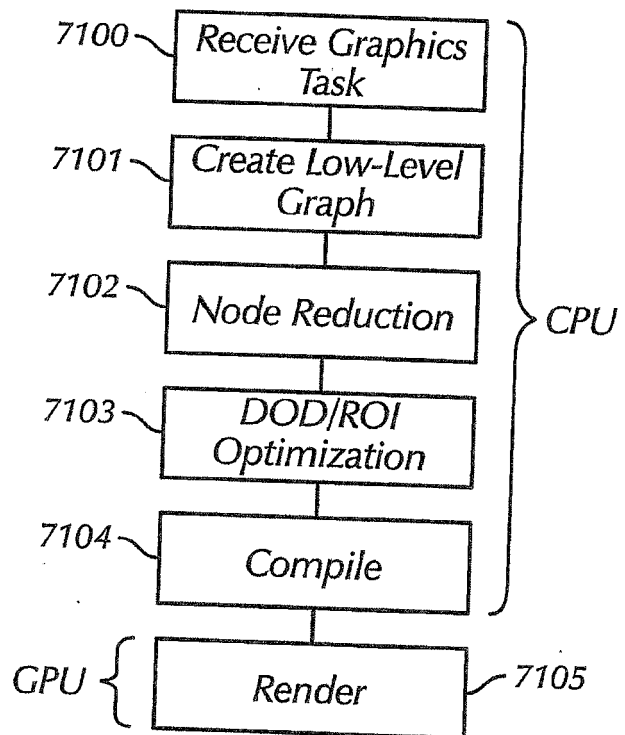 7100
Receive Graphics
Task
7101
Create Low-Level
Graph
7102
Node Reduction
CPU
7103
DOD/ROI
Optimization
7104
Compile
GPU
Render
7105